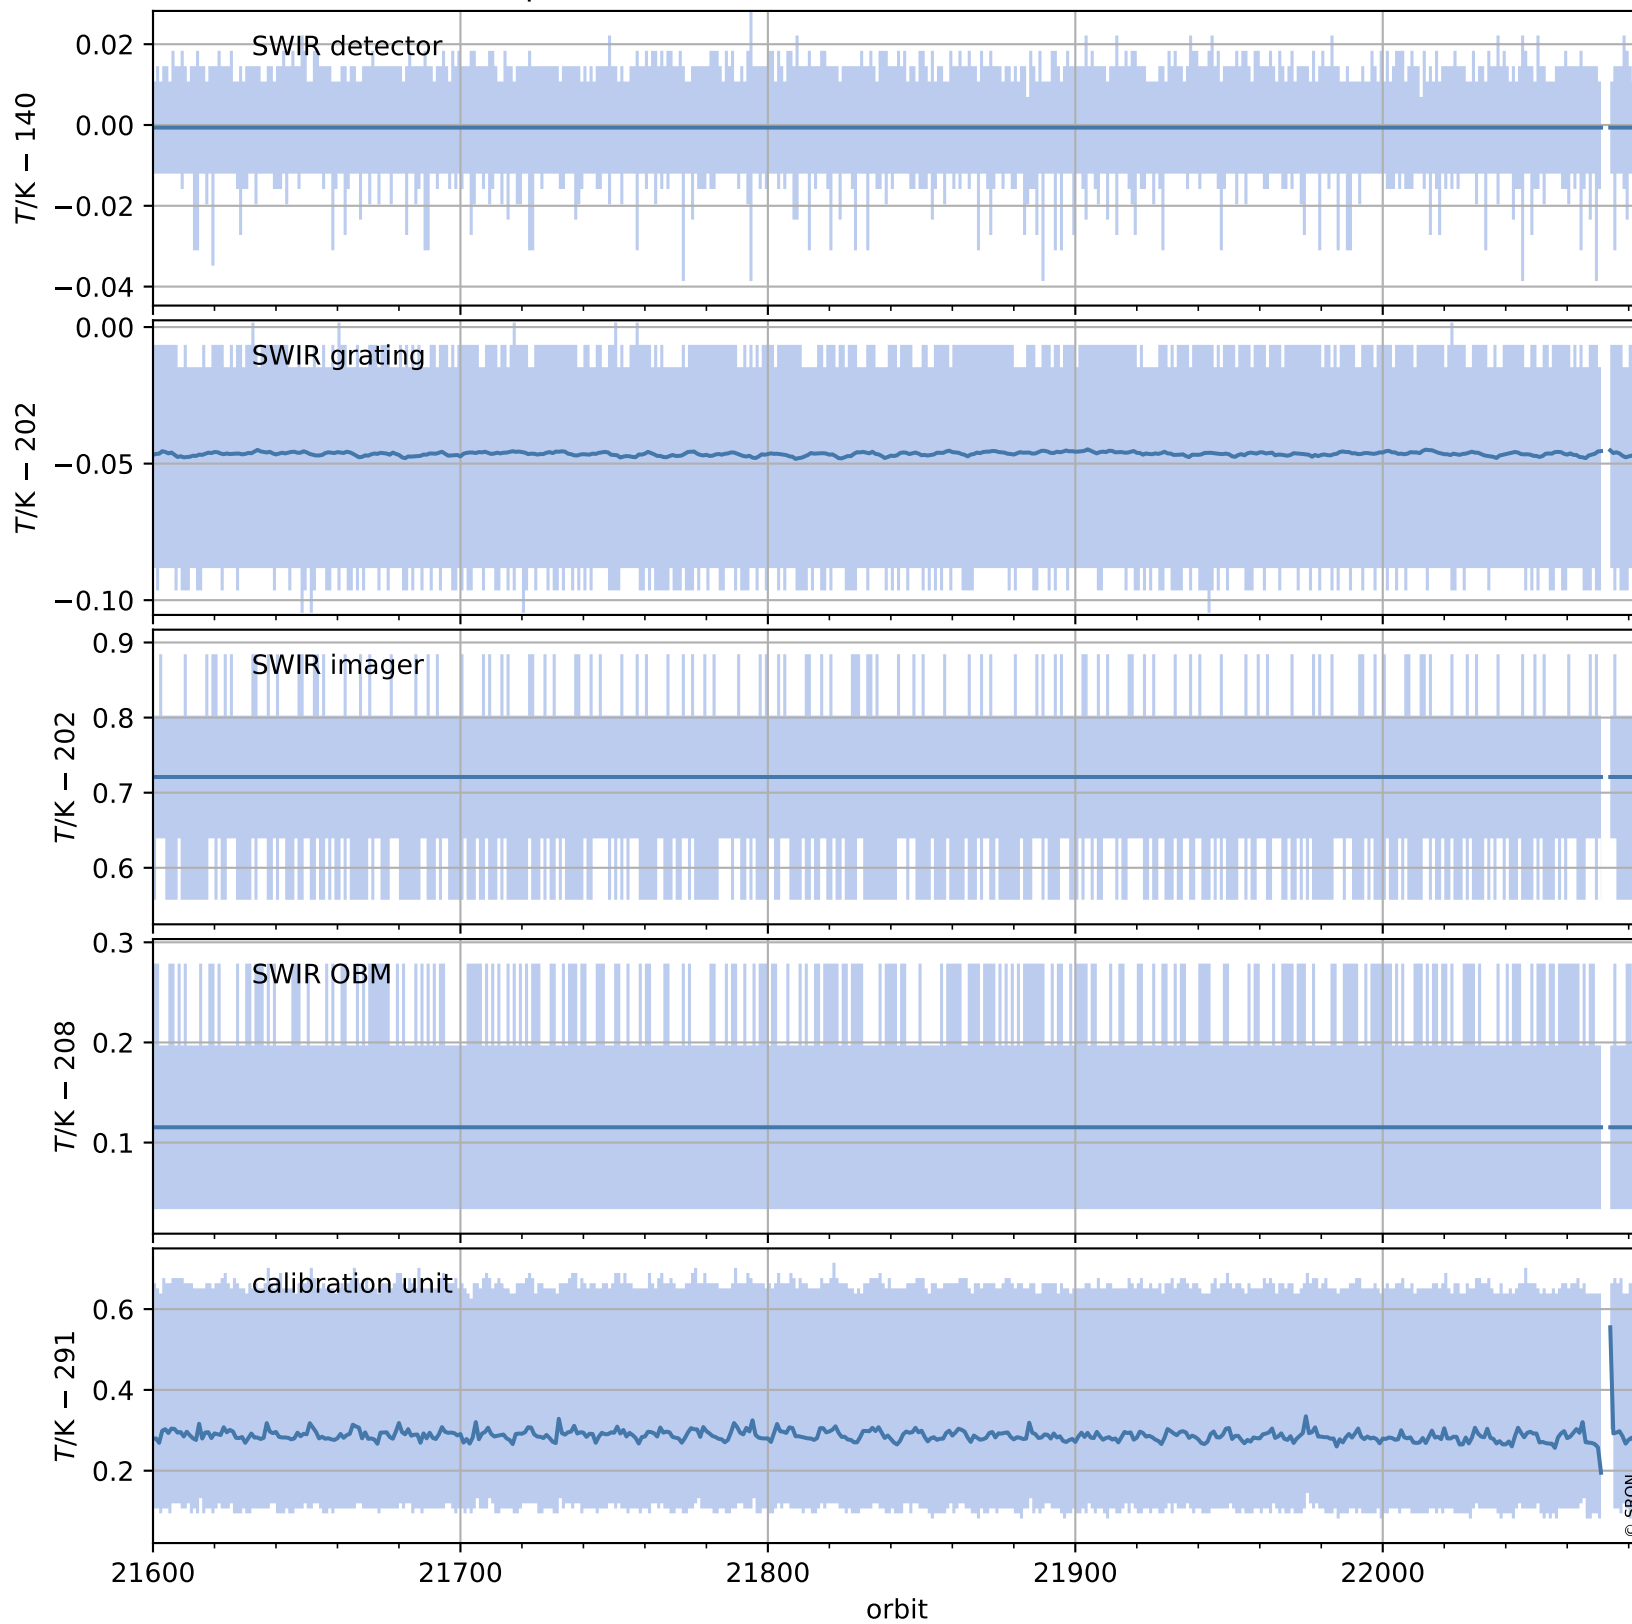 SWIR detector
0.02
0.00
−0.02
−0.04
T/K − 140
SWIR grating
0.00
−0.05
−0.10
T/K − 202
SWIR imager
0.9
0.8
0.7
0.6
T/K − 202
SWIR OBM
0.3
0.2
0.1
T/K − 208
calibration unit
0.6
0.4
0.2
T/K − 291
© SRON
21600 21700 21800 21900 22000
orbit